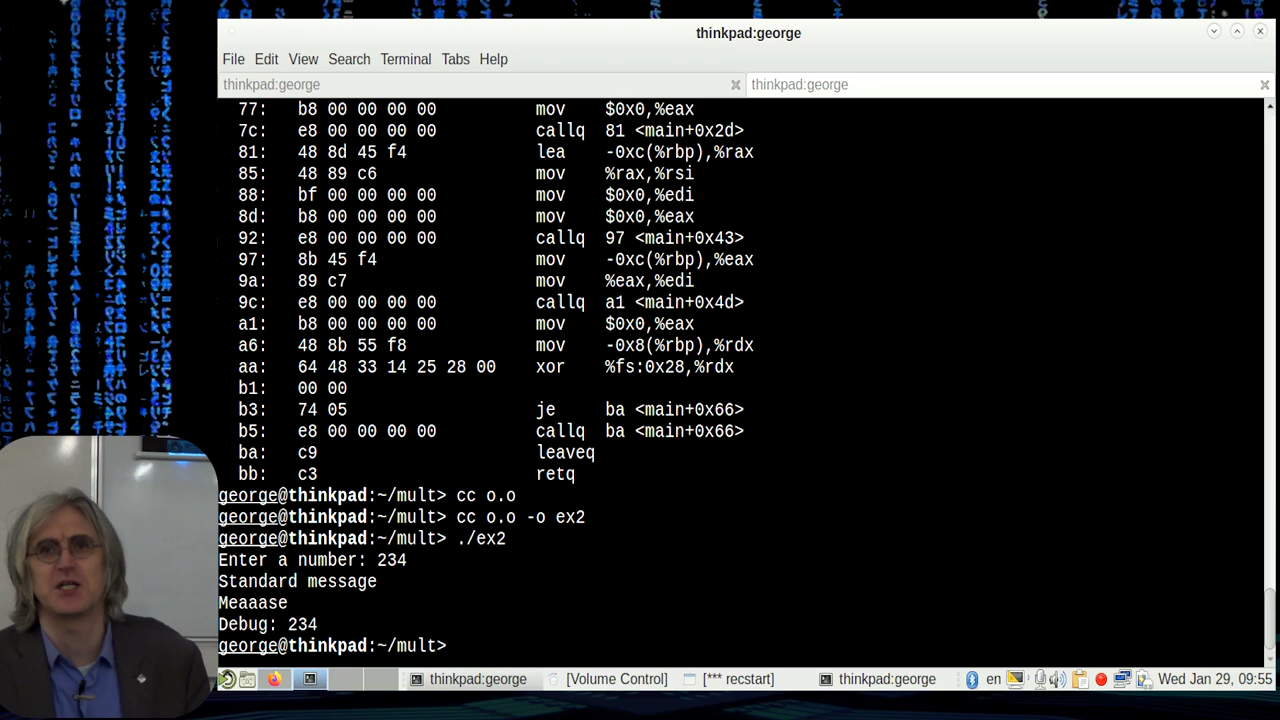 thinkpad:george
File Edit View Search Terminal Tabs Help
thinkpad:george thinkpad:george
77: b8 00 00 00 00 mov $0x0,%eax
7c: e8 00 00 00 00 callq 81 <main+0x2d>
81: 48 8d 45 f4 lea -0xc(%rbp),%rax
85: 48 89 c6 mov %rax,%rsi
88: bf 00 00 00 00 mov $0x0,%edi
8d: b8 00 00 00 00 mov $0x0,%eax
92: e8 00 00 00 00 callq 97 <main+0x43>
97: 8b 45 f4 mov -0xc(%rbp),%eax
9a: 89 c7 mov %eax,%edi
9c: e8 00 00 00 00 callq a1 <main+0x4d>
a1: b8 00 00 00 00 mov $0x0,%eax
a6: 48 8b 55 f8 mov -0x8(%rbp),%rdx
aa: 64 48 33 14 25 28 00 xor %fs:0x28,%rdx
b1: 00 00
b3: 74 05 je ba <main+0x66>
b5: e8 00 00 00 00 callq ba <main+0x66>
ba: c9 leaveq
bb: c3 retq
george@thinkpad:~/mult> cc o.o
george@thinkpad:~/mult> cc o.o -o ex2
george@thinkpad:~/mult> ./ex2
Enter a number: 234
Standard message
Meaaase
Debug: 234
george@thinkpad:~/mult>
thinkpad:george [Volume Control] [*** recstart] thinkpad:george en Wed Jan 29, 09:55